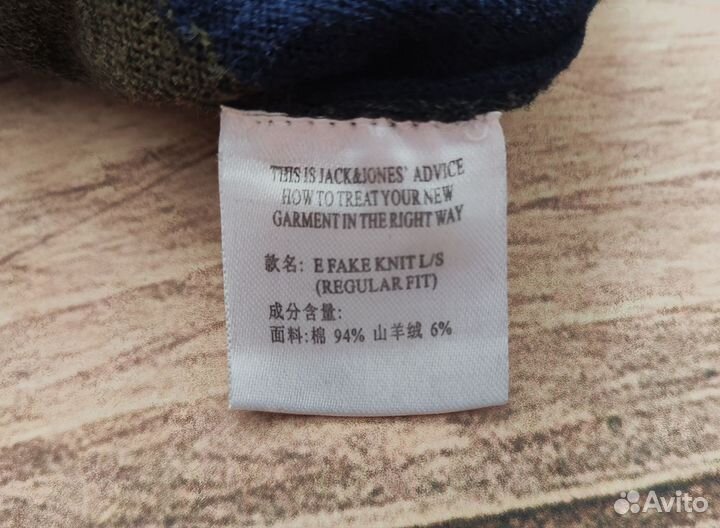 THIS IS JACK&JONES' ADVICE
HOW TO TREAT YOUR NEW
GARMENT IN THE RIGHT WAY
款名: E FAKE KNIT L/S
(REGULAR FIT)
成分含量:
面料:棉 94% 山羊绒 6%
Avito